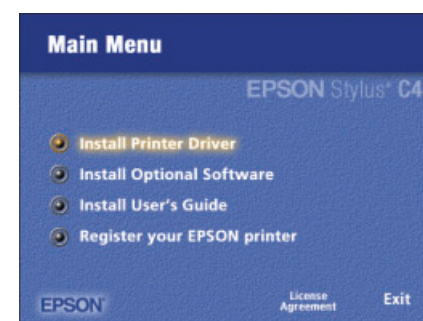 Main Menu
EPSON Stylus® C4
Install Printer Driver
Install Optional Software
Install User's Guide
Register your EPSON printer
EPSON®
License
Agreement
Exit